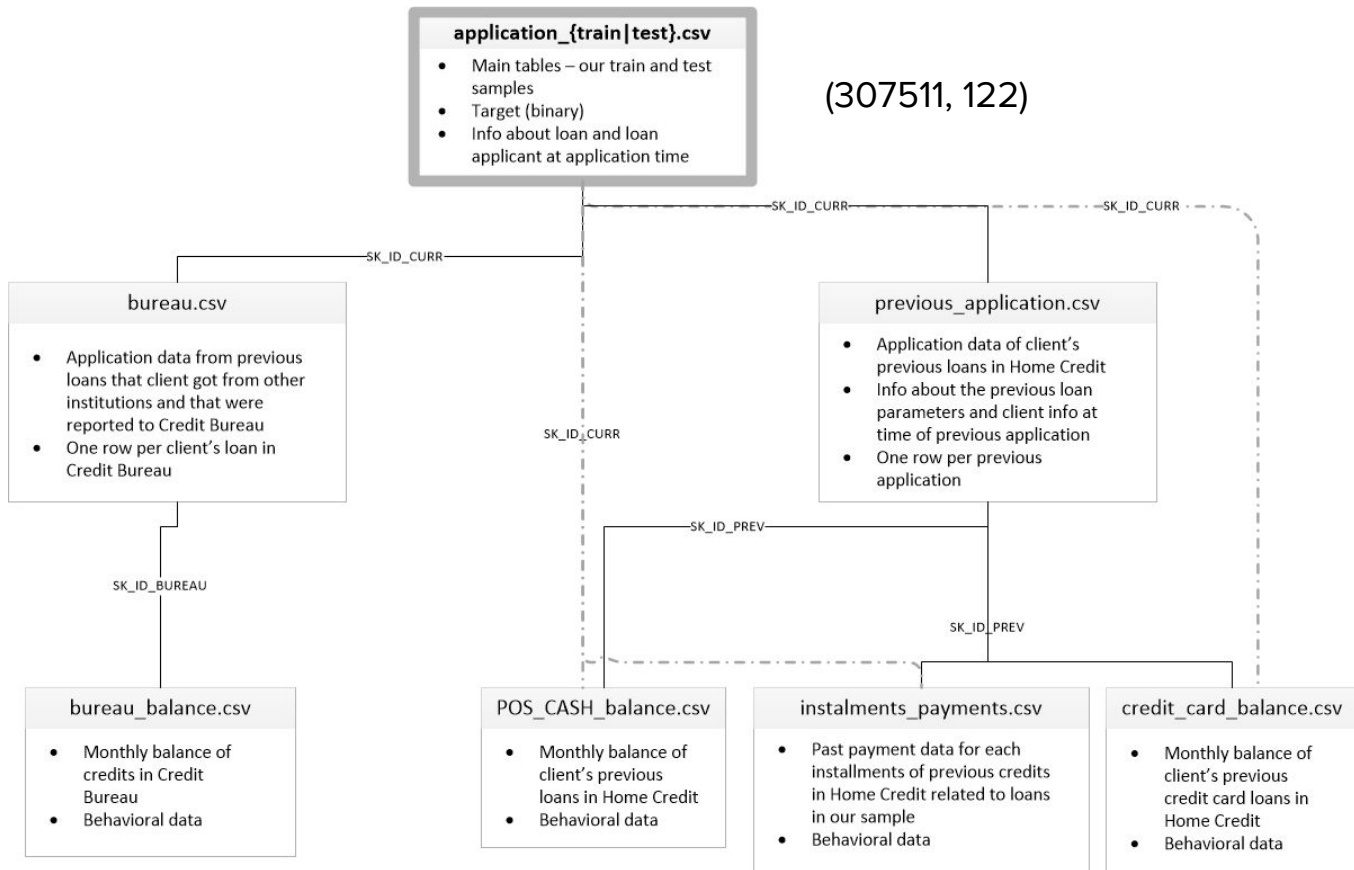 application_{train|test}.csv
• Main tables – our train and test
samples
• Target (binary)
• Info about loan and loan
applicant at application time
(307511, 122)
SK_ID_CURR
SK_ID_CURR
SK_ID_CURR
bureau.csv
• Application data from previous
loans that client got from other
institutions and that were
reported to Credit Bureau
• One row per client's loan in
Credit Bureau
previous_application.csv
• Application data of client's
previous loans in Home Credit
• Info about the previous loan
parameters and client info at
time of previous application
• One row per previous
application
SK_ID_CURR
SK_ID_PREV
SK_ID_BUREAU
SK_ID_PREV
bureau_balance.csv
• Monthly balance of
credits in Credit
Bureau
• Behavioral data
POS_CASH_balance.csv
• Monthly balance of
client's previous
loans in Home Credit
• Behavioral data
instalments_payments.csv
• Past payment data for each
installments of previous credits
in Home Credit related to loans
in our sample
• Behavioral data
credit_card_balance.csv
• Monthly balance of
client's previous
credit card loans in
Home Credit
• Behavioral data